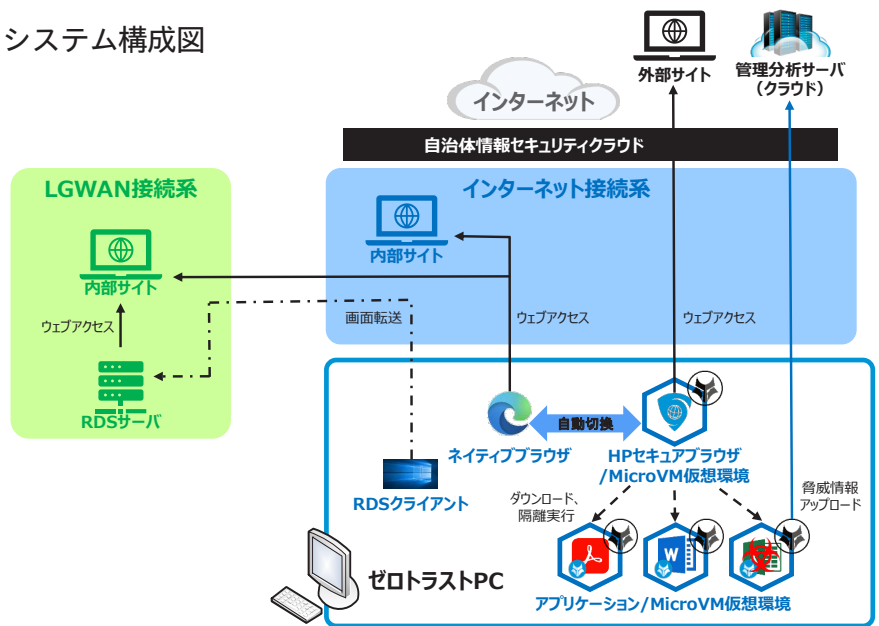 システム構成図
外部サイト
管理分析サーバ
（クラウド）
インターネット
自治体情報セキュリティクラウド
LGWAN接続系
インターネット接続系
内部サイト
内部サイト
ウェブアクセス
画面転送
ウェブアクセス
ウェブアクセス
RDSサーバ
自動切換
ネイティブブラウザ
HPセキュアブラウザ
/MicroVM仮想環境
RDSクライアント
ダウンロード、
隔離実行
脅威情報
アップロード
W
ゼロトラストPC
アプリケーション/MicroVM仮想環境